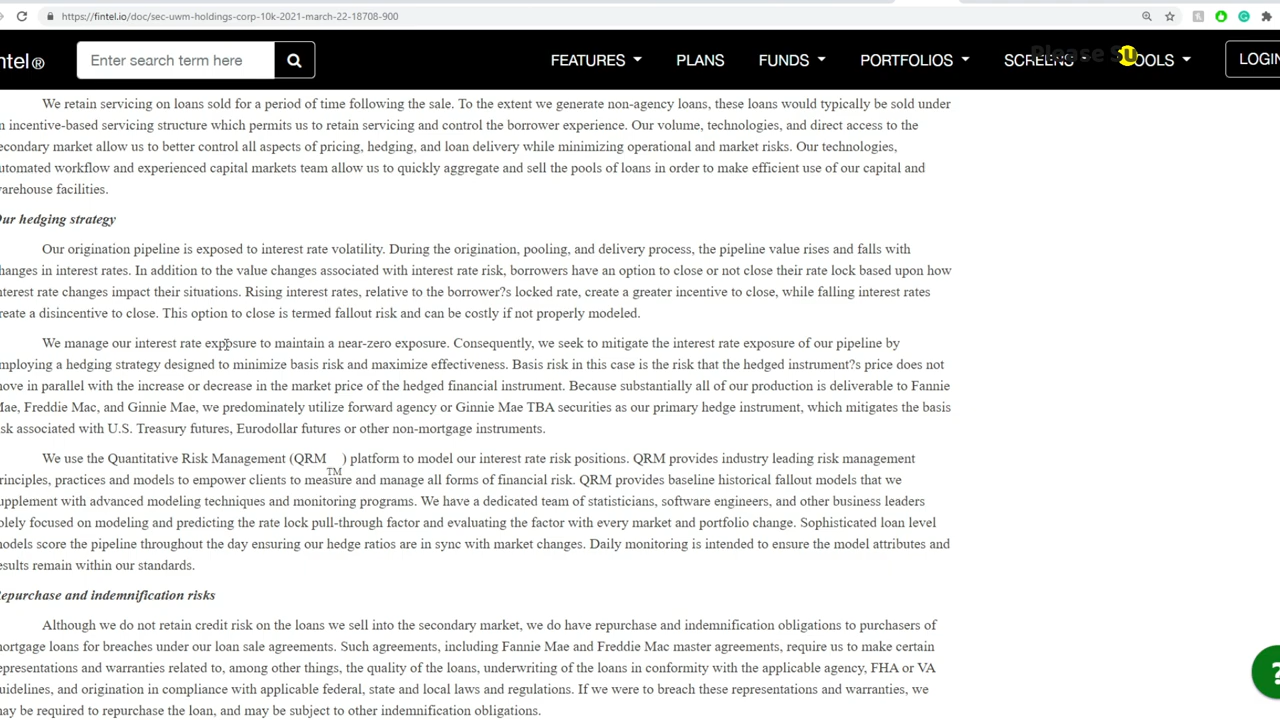 https://fintel.io/doc/sec-uwm-holdings-corp-10k-2021-march-22-18708-900
ntel®
Enter search term here
FEATURES
PLANS
FUNDS
PORTFOLIOS
SCREENS
TOOLS
LOGIN
Please Su
We retain servicing on loans sold for a period of time following the sale. To the extent we generate non-agency loans, these loans would typically be sold under
n incentive-based servicing structure which permits us to retain servicing and control the borrower experience. Our volume, technologies, and direct access to the
econdary market allow us to better control all aspects of pricing, hedging, and loan delivery while minimizing operational and market risks. Our technologies,
utomated workflow and experienced capital markets team allow us to quickly aggregate and sell the pools of loans in order to make efficient use of our capital and
arehouse facilities.
ur hedging strategy
Our origination pipeline is exposed to interest rate volatility. During the origination, pooling, and delivery process, the pipeline value rises and falls with
hanges in interest rates. In addition to the value changes associated with interest rate risk, borrowers have an option to close or not close their rate lock based upon how
nterest rate changes impact their situations. Rising interest rates, relative to the borrower?s locked rate, create a greater incentive to close, while falling interest rates
reate a disincentive to close. This option to close is termed fallout risk and can be costly if not properly modeled.
We manage our interest rate exposure to maintain a near-zero exposure. Consequently, we seek to mitigate the interest rate exposure of our pipeline by
mploying a hedging strategy designed to minimize basis risk and maximize effectiveness. Basis risk in this case is the risk that the hedged instrument?s price does not
ove in parallel with the increase or decrease in the market price of the hedged financial instrument. Because substantially all of our production is deliverable to Fannie
Mae, Freddie Mac, and Ginnie Mae, we predominately utilize forward agency or Ginnie Mae TBA securities as our primary hedge instrument, which mitigates the basis
sk associated with U.S. Treasury futures, Eurodollar futures or other non-mortgage instruments.
We use the Quantitative Risk Management (QRM TM) platform to model our interest rate risk positions. QRM provides industry leading risk management
rinciples, practices and models to empower clients to measure and manage all forms of financial risk. QRM provides baseline historical fallout models that we
upplement with advanced modeling techniques and monitoring programs. We have a dedicated team of statisticians, software engineers, and other business leaders
olely focused on modeling and predicting the rate lock pull-through factor and evaluating the factor with every market and portfolio change. Sophisticated loan level
odels score the pipeline throughout the day ensuring our hedge ratios are in sync with market changes. Daily monitoring is intended to ensure the model attributes and
esults remain within our standards.
epurchase and indemnification risks
Although we do not retain credit risk on the loans we sell into the secondary market, we do have repurchase and indemnification obligations to purchasers of
ortgage loans for breaches under our loan sale agreements. Such agreements, including Fannie Mae and Freddie Mac master agreements, require us to make certain
epresentations and warranties related to, among other things, the quality of the loans, underwriting of the loans in conformity with the applicable agency, FHA or VA
uidelines, and origination in compliance with applicable federal, state and local laws and regulations. If we were to breach these representations and warranties, we
ay be required to repurchase the loan, and may be subject to other indemnification obligations.
?